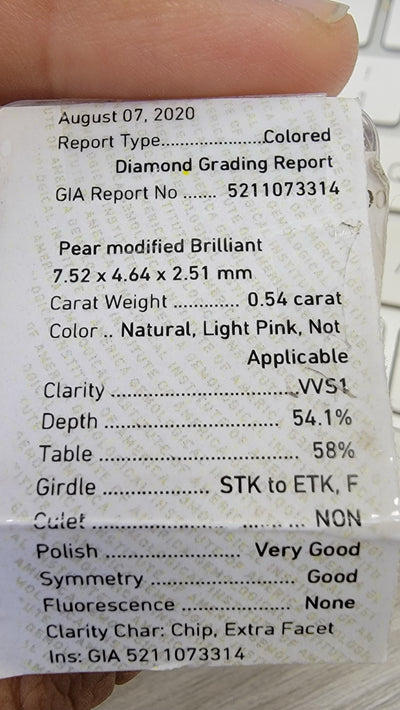 August 07, 2020
Report Type......................Colored
Diamond Grading Report
GIA Report No ....... 5211073314
Pear modified Brilliant
7.52 x 4.64 x 2.51 mm
Carat Weight ............ 0.54 carat
Color .. Natural, Light Pink, Not
Applicable
Clarity ...................................VVS1
Depth ................................ 54.1%
Table .................................... 58%
Girdle ................... STK to ETK, F
Culet ........................... ...... ... NON
Polish ........................ Very Good
Symmetry .......................... Good
Fluorescence ................... None
Clarity Char: Chip, Extra Facet
Ins: GIA 5211073314